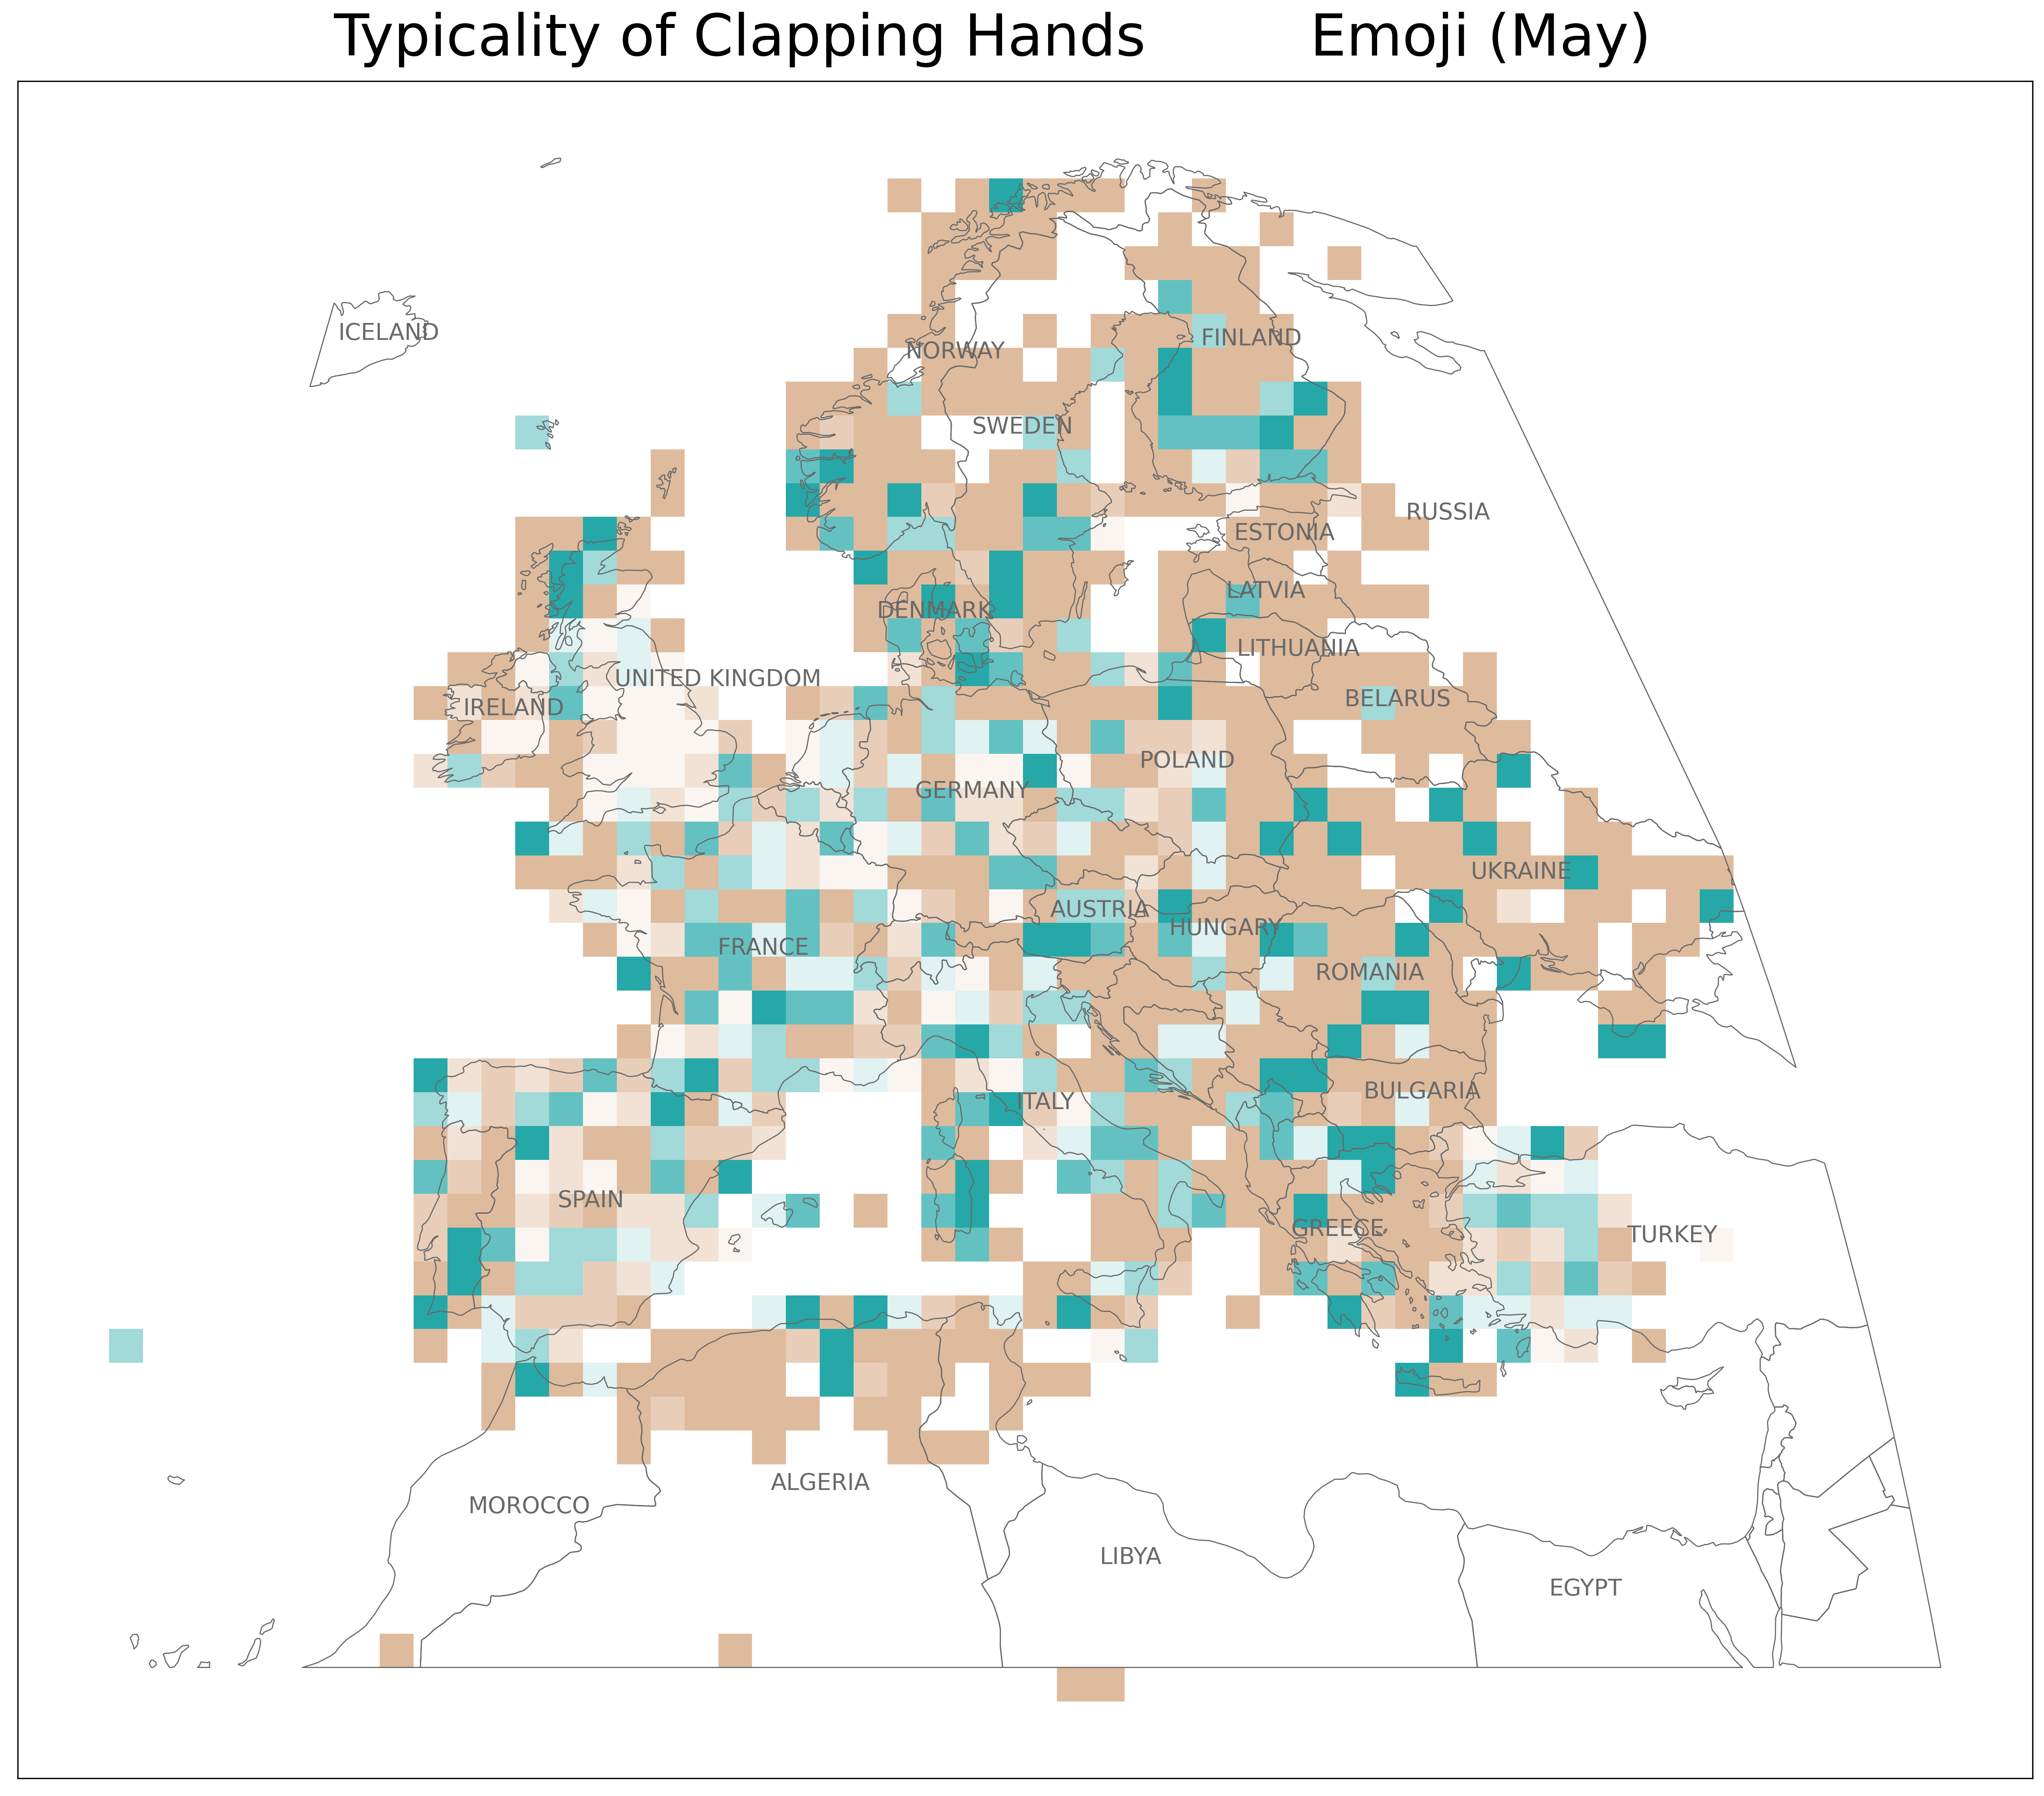 Typicality of Clapping Hands Emoji (May)
ICELAND
NORWAY
FINLAND
SWEDEN
RUSSIA
ESTONIA
LATVIA
DENMARK
LITHUANIA
UNITED KINGDOM
BELARUS
IRELAND
POLAND
GERMANY
UKRAINE
AUSTRIA
HUNGARY
FRANCE
ROMANIA
BULGARIA
ITALY
SPAIN
GREECE
TURKEY
ALGERIA
MOROCCO
LIBYA
EGYPT